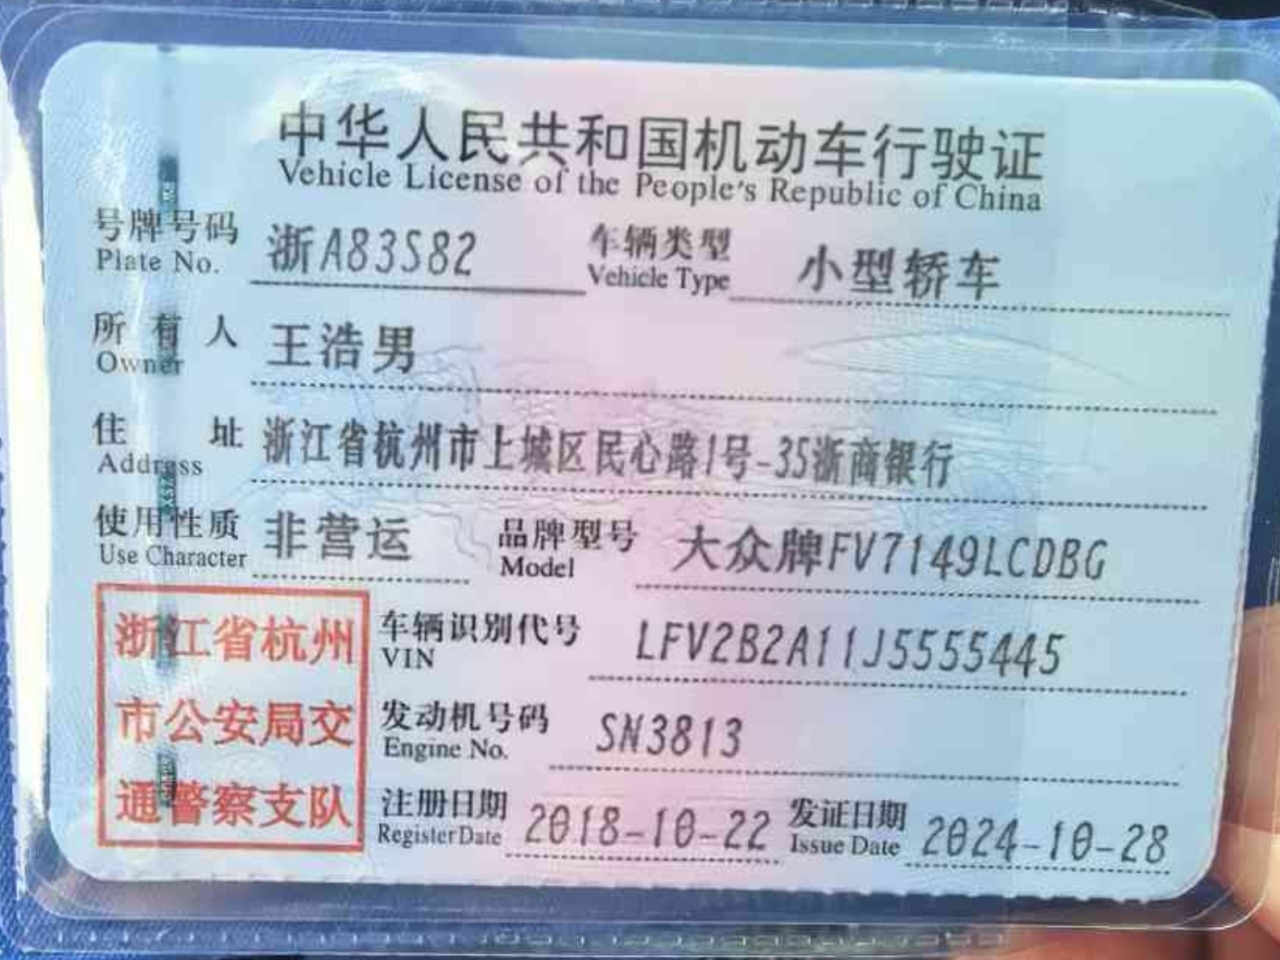 中华人民共和国机动车行驶证
Vehicle License of the People's Republic of China
号牌号码 浙A83S82 车辆类型 小型轿车
Plate No. Vehicle Type
所有人 王浩男
Owner
住址 浙江省杭州市上城区民心路1号-35浙商银行
Address
使用性质 非营运 品牌型号 大众牌FV7149LCDBG
Use Character Model
浙江省杭州
市公安局交
通警察支队
车辆识别代号 LFV2B2A11J5555445
VIN
发动机号码 SN3813
Engine No.
注册日期 2018-10-22 发证日期 2024-10-28
Register Date Issue Date